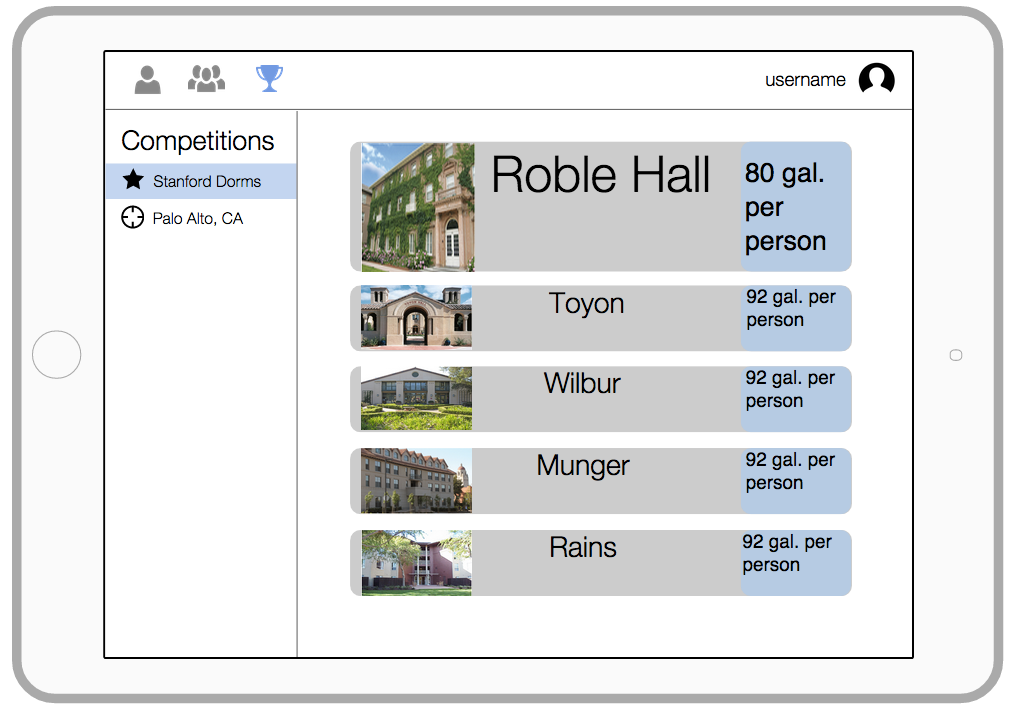 username
Competitions
Stanford Dorms
Palo Alto, CA
Roble Hall
80 gal.
per
person
Toyon
92 gal. per
person
Wilbur
92 gal. per
person
Munger
92 gal. per
person
Rains
92 gal. per
person